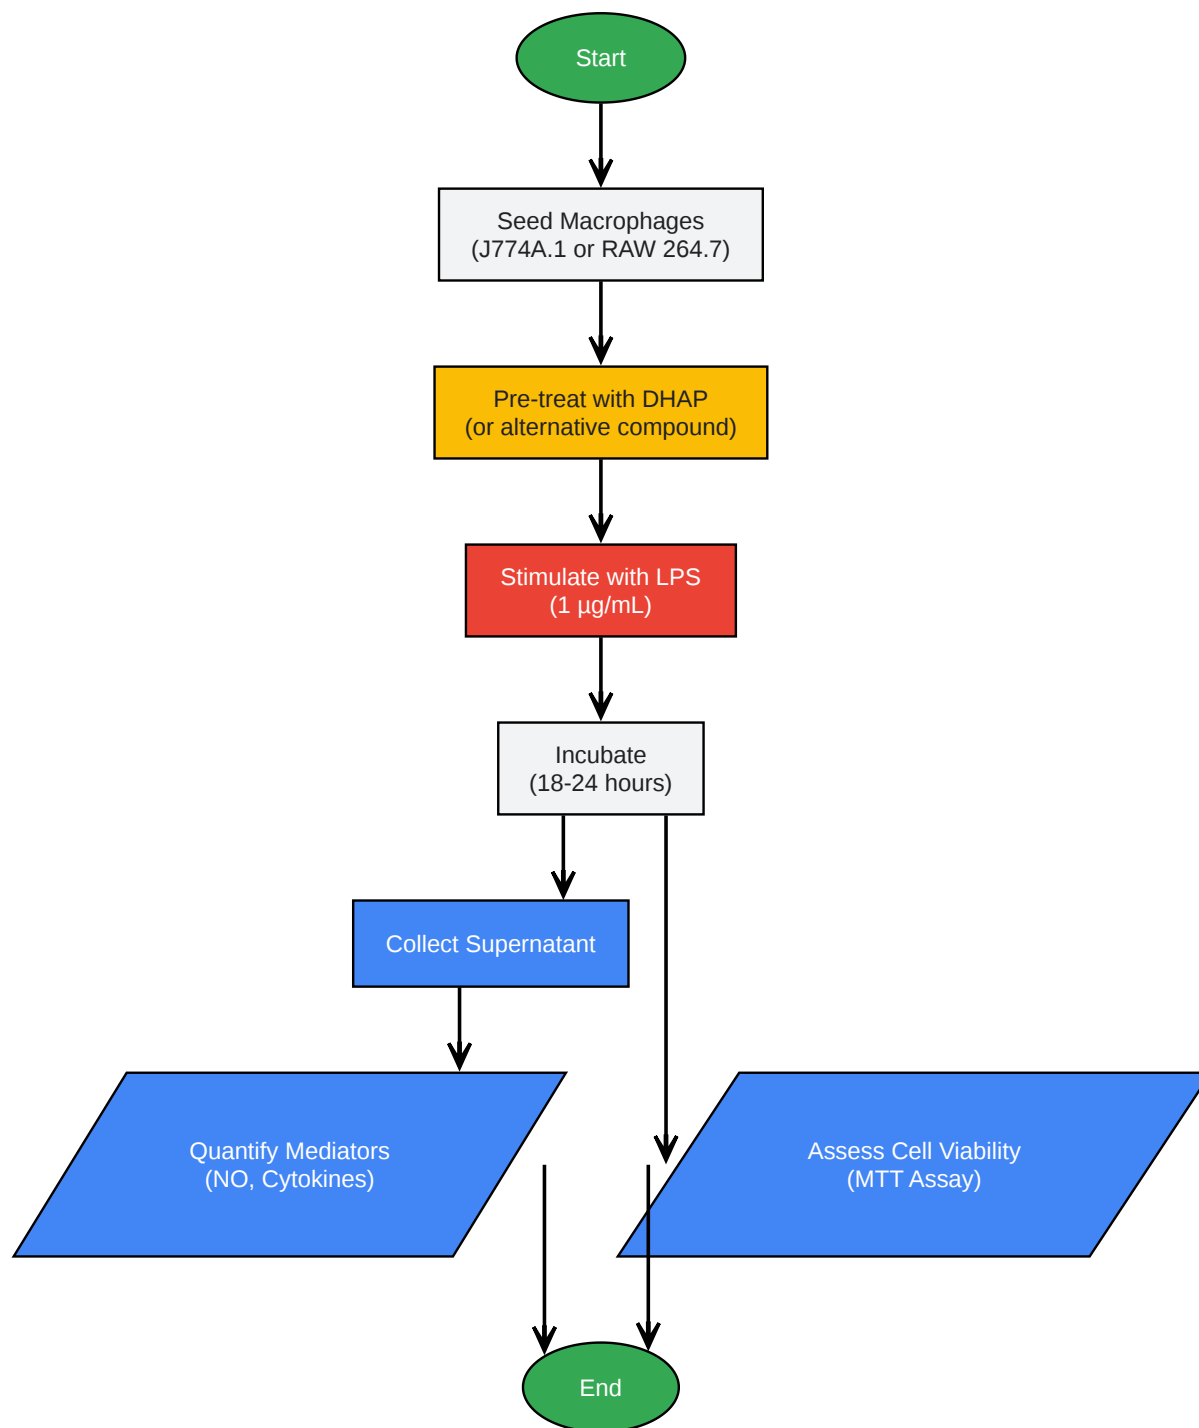 Start
Seed Macrophages
(J774A.1 or RAW 264.7)
Pre-treat with DHAP
(or alternative compound)
Stimulate with LPS
(1 µg/mL)
Incubate
(18-24 hours)
Collect Supernatant
Quantify Mediators
(NO, Cytokines)
Assess Cell Viability
(MTT Assay)
End